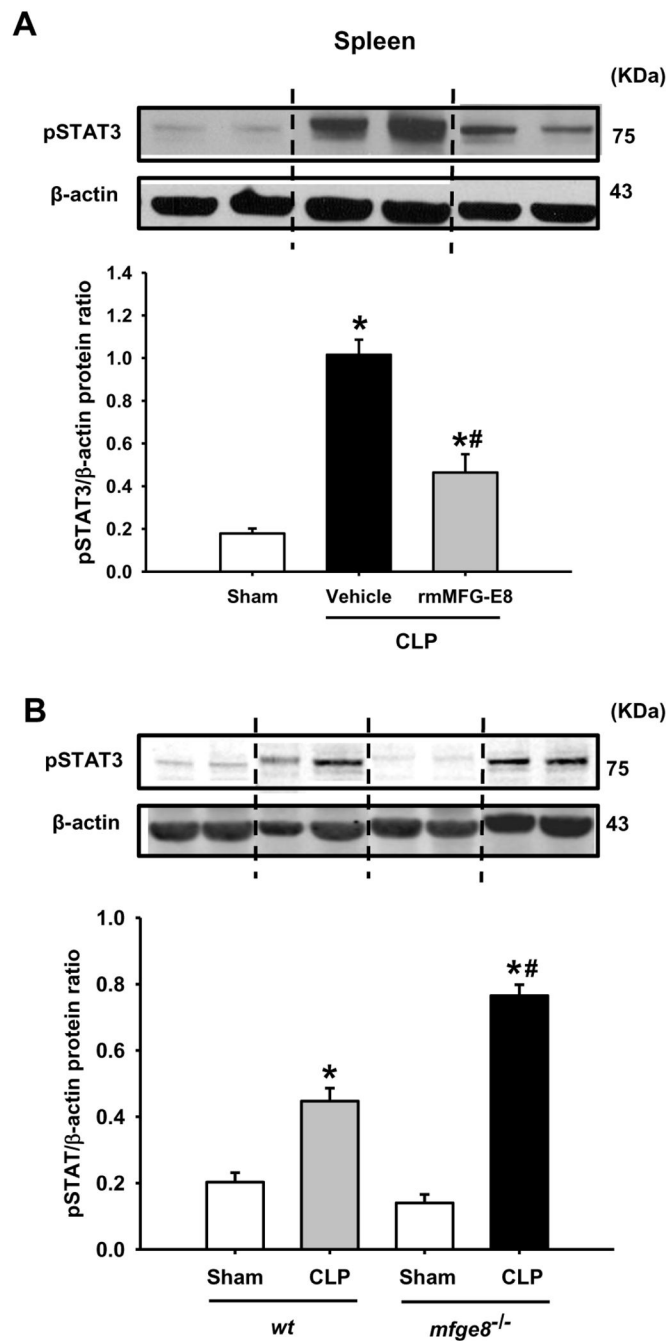 A
Spleen
(KDa)
pSTAT3
75
β-actin
43
pSTAT3/β-actin protein ratio
1.4
1.2
1.0
0.8
0.6
0.4
0.2
0.0
*
*#
Sham Vehicle rmMFG-E8
CLP
B
(KDa)
pSTAT3
75
β-actin
43
pSTAT/β-actin protein ratio
1.0
0.8
0.6
0.4
0.2
0.0
*
*#
Sham CLP Sham CLP
wt mfge8-/-